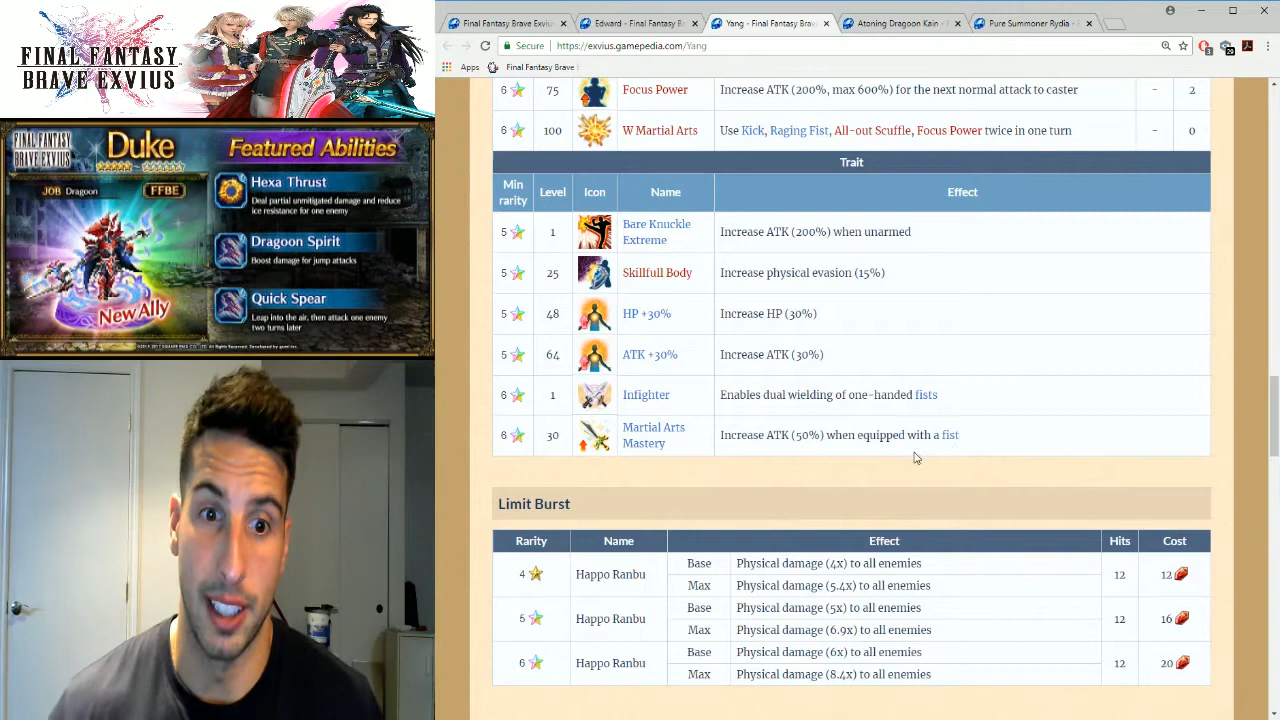 FINAL FANTASY
BRAVE EXVIUS
FINAL FANTASY
BRAVE EXVIUS
Duke
Featured Abilities
JOB Dragoon
FFBE
Hexa Thrust
Deal partial unmitigated damage and reduce
ice resistance for one enemy
Dragoon Spirit
Boost damage for jump attacks
Quick Spear
Leap into the air, then attack one enemy
two turns later
New Ally
Final Fantasy Brave Exvi
Edward - Final Fantasy B
Yang - Final Fantasy Bra
Atoning Dragoon Kain -
Pure Summoner Rydia -
Secure
https://exvius.gamepedia.com/Yang
Apps
Final Fantasy Brave
6 75 Focus Power Increase ATK (200%, max 600%) for the next normal attack to caster - 2
6 100 W Martial Arts Use Kick, Raging Fist, All-out Scuffle, Focus Power twice in one turn - 0
Trait
Min rarity Level Icon Name Effect
5 1 Bare Knuckle Extreme Increase ATK (200%) when unarmed
5 25 Skillfull Body Increase physical evasion (15%)
5 48 HP +30% Increase HP (30%)
5 64 ATK +30% Increase ATK (30%)
6 1 Infighter Enables dual wielding of one-handed fists
6 30 Martial Arts Mastery Increase ATK (50%) when equipped with a fist
Limit Burst
Rarity Name Effect Hits Cost
4 Happo Ranbu Base Physical damage (4x) to all enemies 12 12
Max Physical damage (5.4x) to all enemies
5 Happo Ranbu Base Physical damage (5x) to all enemies 12 16
Max Physical damage (6.9x) to all enemies
6 Happo Ranbu Base Physical damage (6x) to all enemies 12 20
Max Physical damage (8.4x) to all enemies